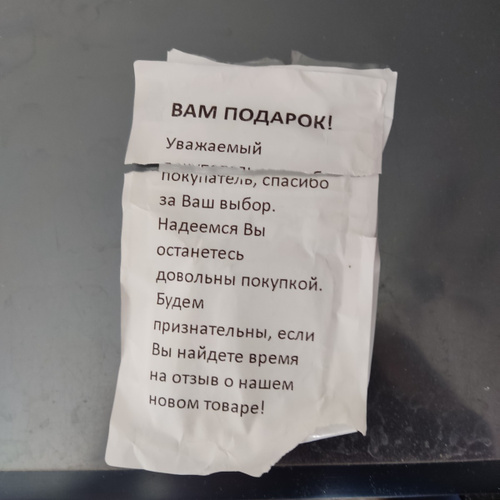 ВАМ ПОДАРОК!
Уважаемый
покупатель, спасибо
за Ваш выбор.
Надеемся Вы
останетесь
довольны покупкой.
Будем
признательны, если
Вы найдете время
на отзыв о нашем
новом товаре!